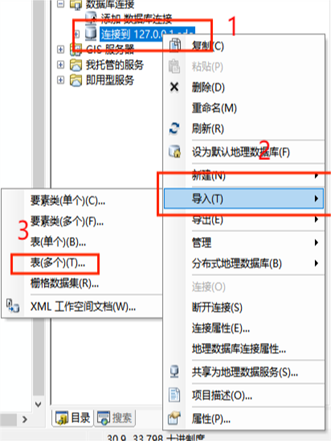 数据库连接
添加 数据库连接
连接到 127.0.0.1.sde
GIS 服务器
我托管的服务
即用型服务
1
复制(C)
粘贴(P)
删除(D)
重命名(M)
刷新(R)
设为默认地理数据库(F)
2
新建(N)
导入(T)
导出(E)
管理
分布式地理数据库(B)
连接(O)
断开连接(S)
连接属性(E)...
地理数据库连接属性...
共享为地理数据服务(S)...
项目描述(O)...
属性(P)...
要素类(单个)(C)...
要素类(多个)(F)...
3
表(单个)(B)...
表(多个)(T)...
栅格数据集(R)...
XML 工作空间文档(W)...
目录
搜索
30.9 33.798 十进制度